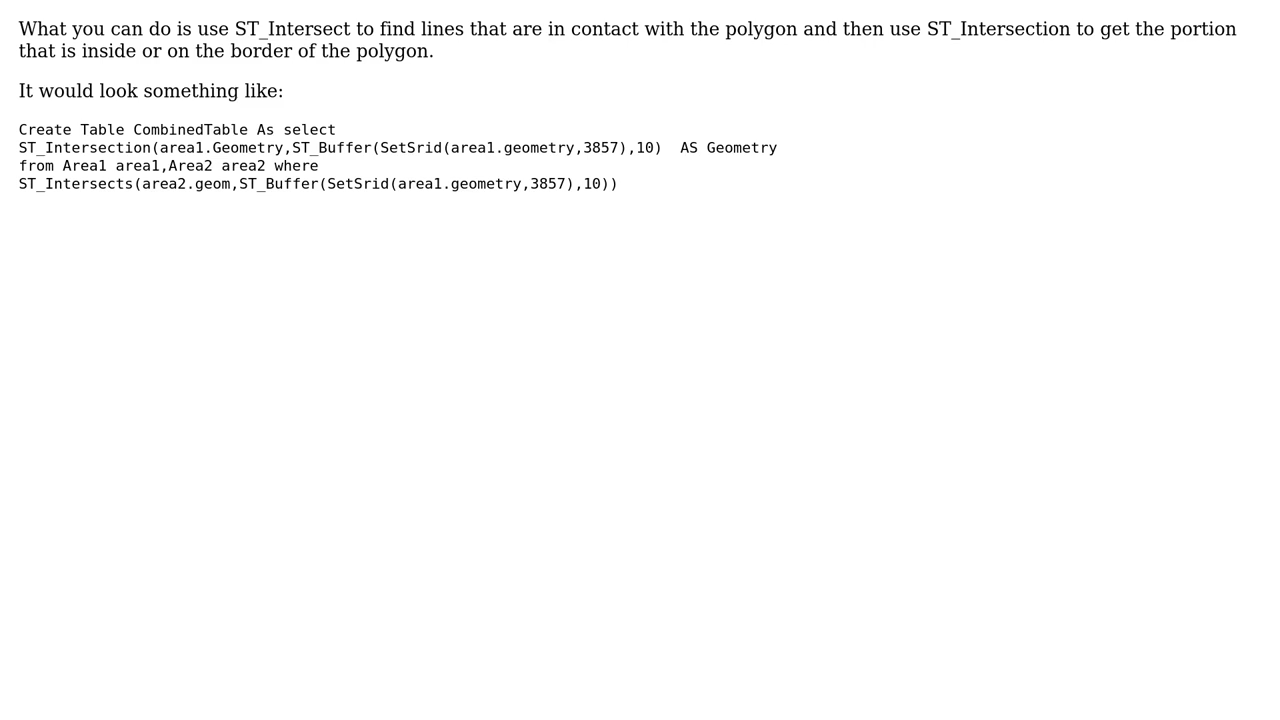 What you can do is use ST_Intersect to find lines that are in contact with the polygon and then use ST_Intersection to get the portion
that is inside or on the border of the polygon.
It would look something like:
Create Table CombinedTable As select
ST_Intersection(area1.Geometry,ST_Buffer(SetSrid(area1.geometry,3857),10)  AS Geometry
from Area1 area1,Area2 area2 where
ST_Intersects(area2.geom,ST_Buffer(SetSrid(area1.geometry,3857),10))